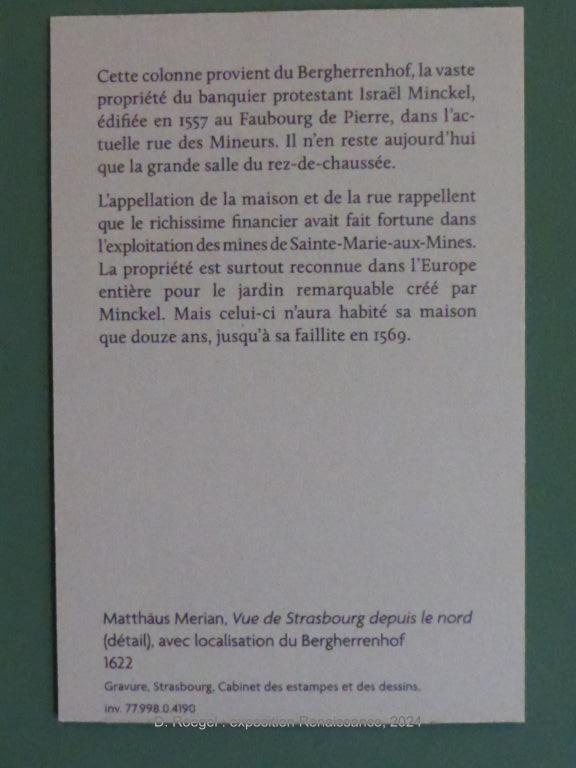 Cette colonne provient du Bergherrenhof, la vaste
propriété du banquier protestant Israël Minckel,
édifiée en 1557 au Faubourg de Pierre, dans l'ac-
tuelle rue des Mineurs. Il n'en reste aujourd'hui
que la grande salle du rez-de-chaussée.
L'appellation de la maison et de la rue rappellent
que le richissime financier avait fait fortune dans
l'exploitation des mines de Sainte-Marie-aux-Mines.
La propriété est surtout reconnue dans l'Europe
entière pour le jardin remarquable créé par
Minckel. Mais celui-ci n'aura habité sa maison
que douze ans, jusqu'à sa faillite en 1569.
Matthäus Merian, Vue de Strasbourg depuis le nord
(détail), avec localisation du Bergherrenhof
1622
Gravure, Strasbourg, Cabinet des estampes et des dessins,
inv. 77.998.0.4190
D. Roegel : exposition Renaissance, 2024